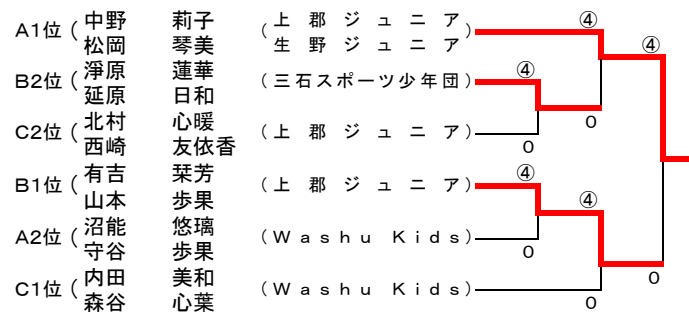 中野 莉子 上郡ジュニア ④
A1位 ( ( )
松岡 琴美 生野ジュニア ④
淨原 蓮華 ④
B2位 ( (三石スポーツ少年団)
延原 日和 0
北村 心暖
C2位 ( (上郡ジュニア)
西崎 友依香 0
有吉 栞芳 ④
B1位 ( (上郡ジュニア)
山本 歩果 ④
沼能 悠璃
A2位 ( (Washu Kids)
守谷 歩果 0
内田 美和 0
C1位 ( (Washu Kids)
森谷 心葉 0